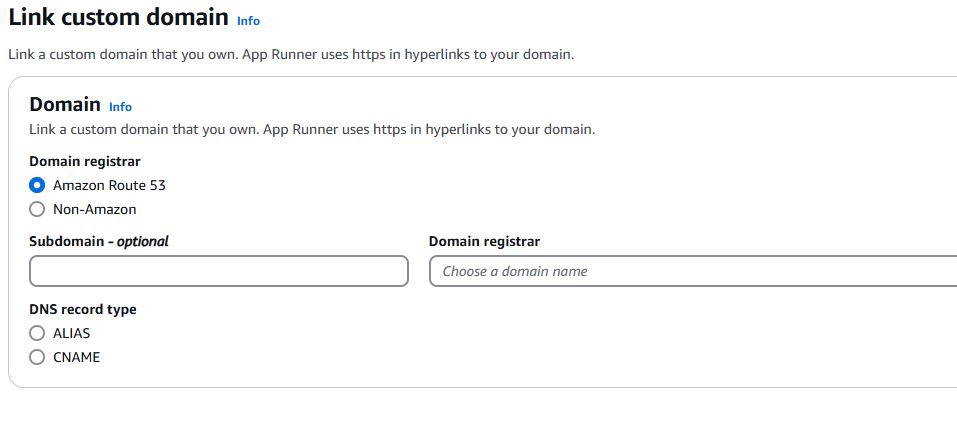 Link custom domain Info
Link a custom domain that you own. App Runner uses https in hyperlinks to your domain.
Domain Info
Link a custom domain that you own. App Runner uses https in hyperlinks to your domain.
Domain registrar
Amazon Route 53
Non-Amazon
Subdomain - optional Domain registrar
Choose a domain name
DNS record type
ALIAS
CNAME